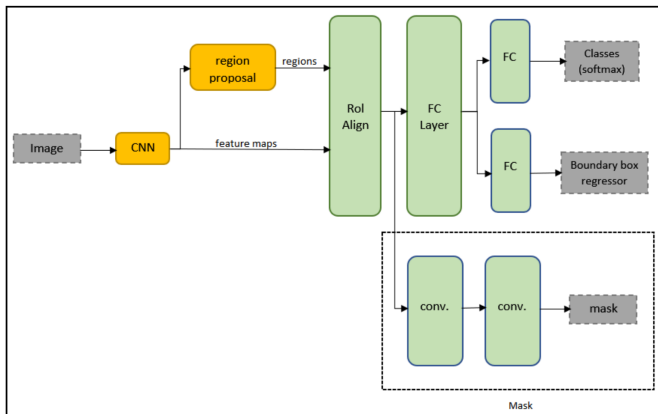 region
proposal
regions
FC
Classes
(softmax)
Image
CNN
feature maps
RoI
Align
FC
Layer
FC
Boundary box
regressor
conv.
conv.
mask
Mask